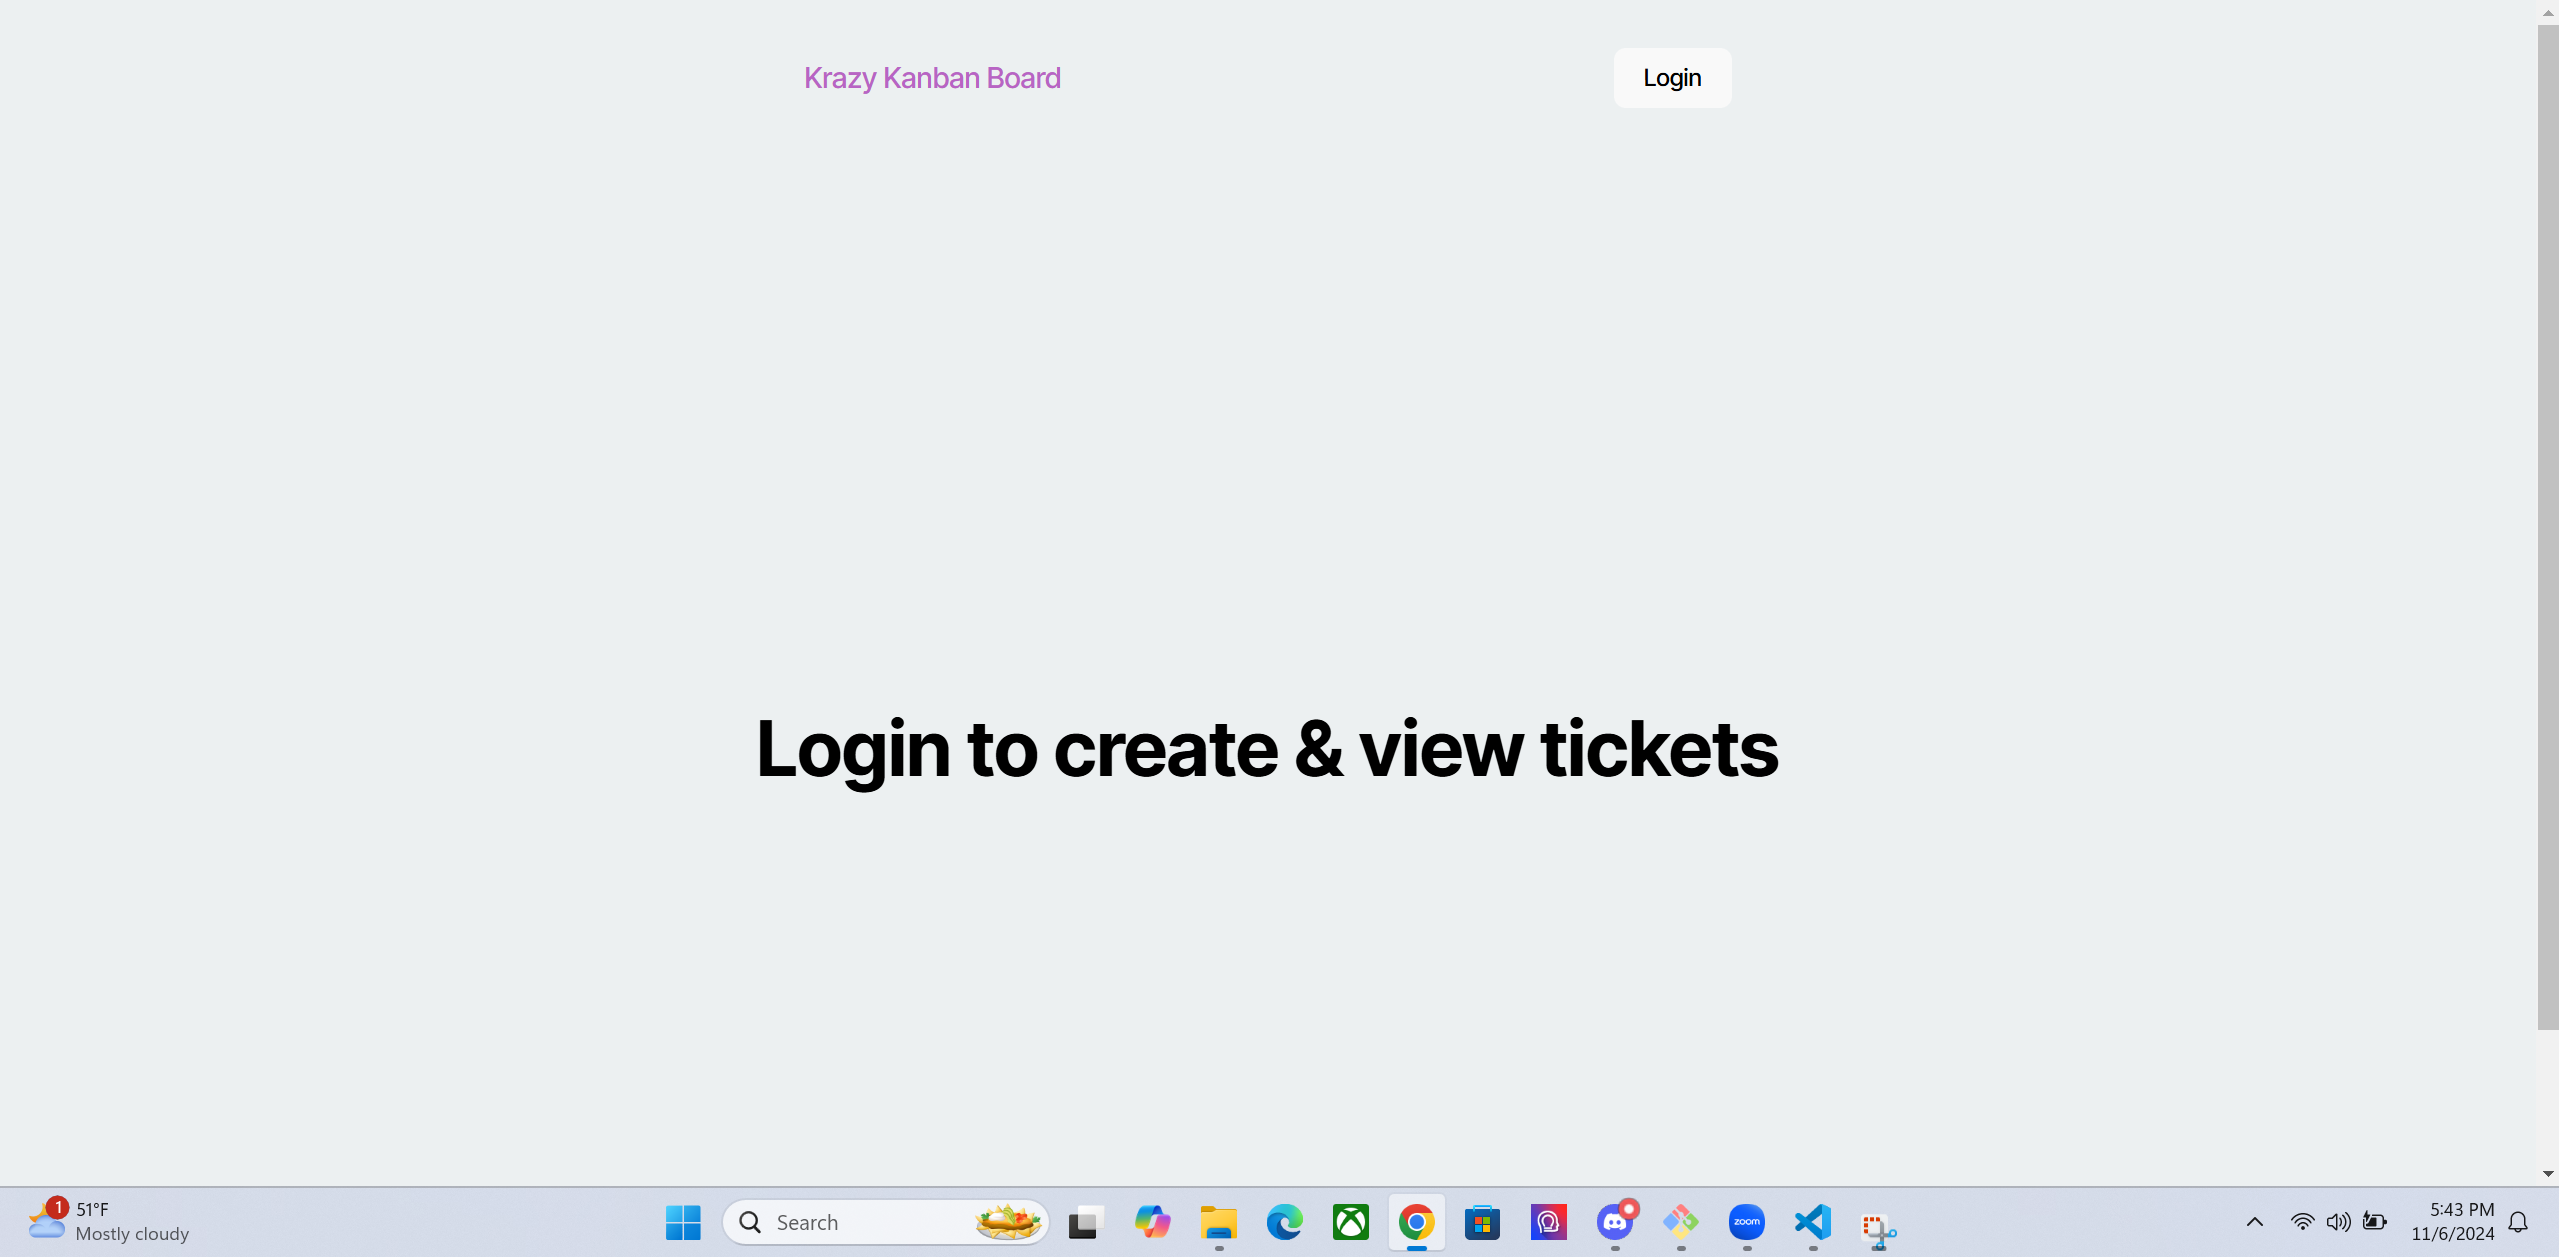 Krazy Kanban Board
Login
Login to create & view tickets
1
51°F
Mostly cloudy
Search
zoom
5:43 PM
11/6/2024